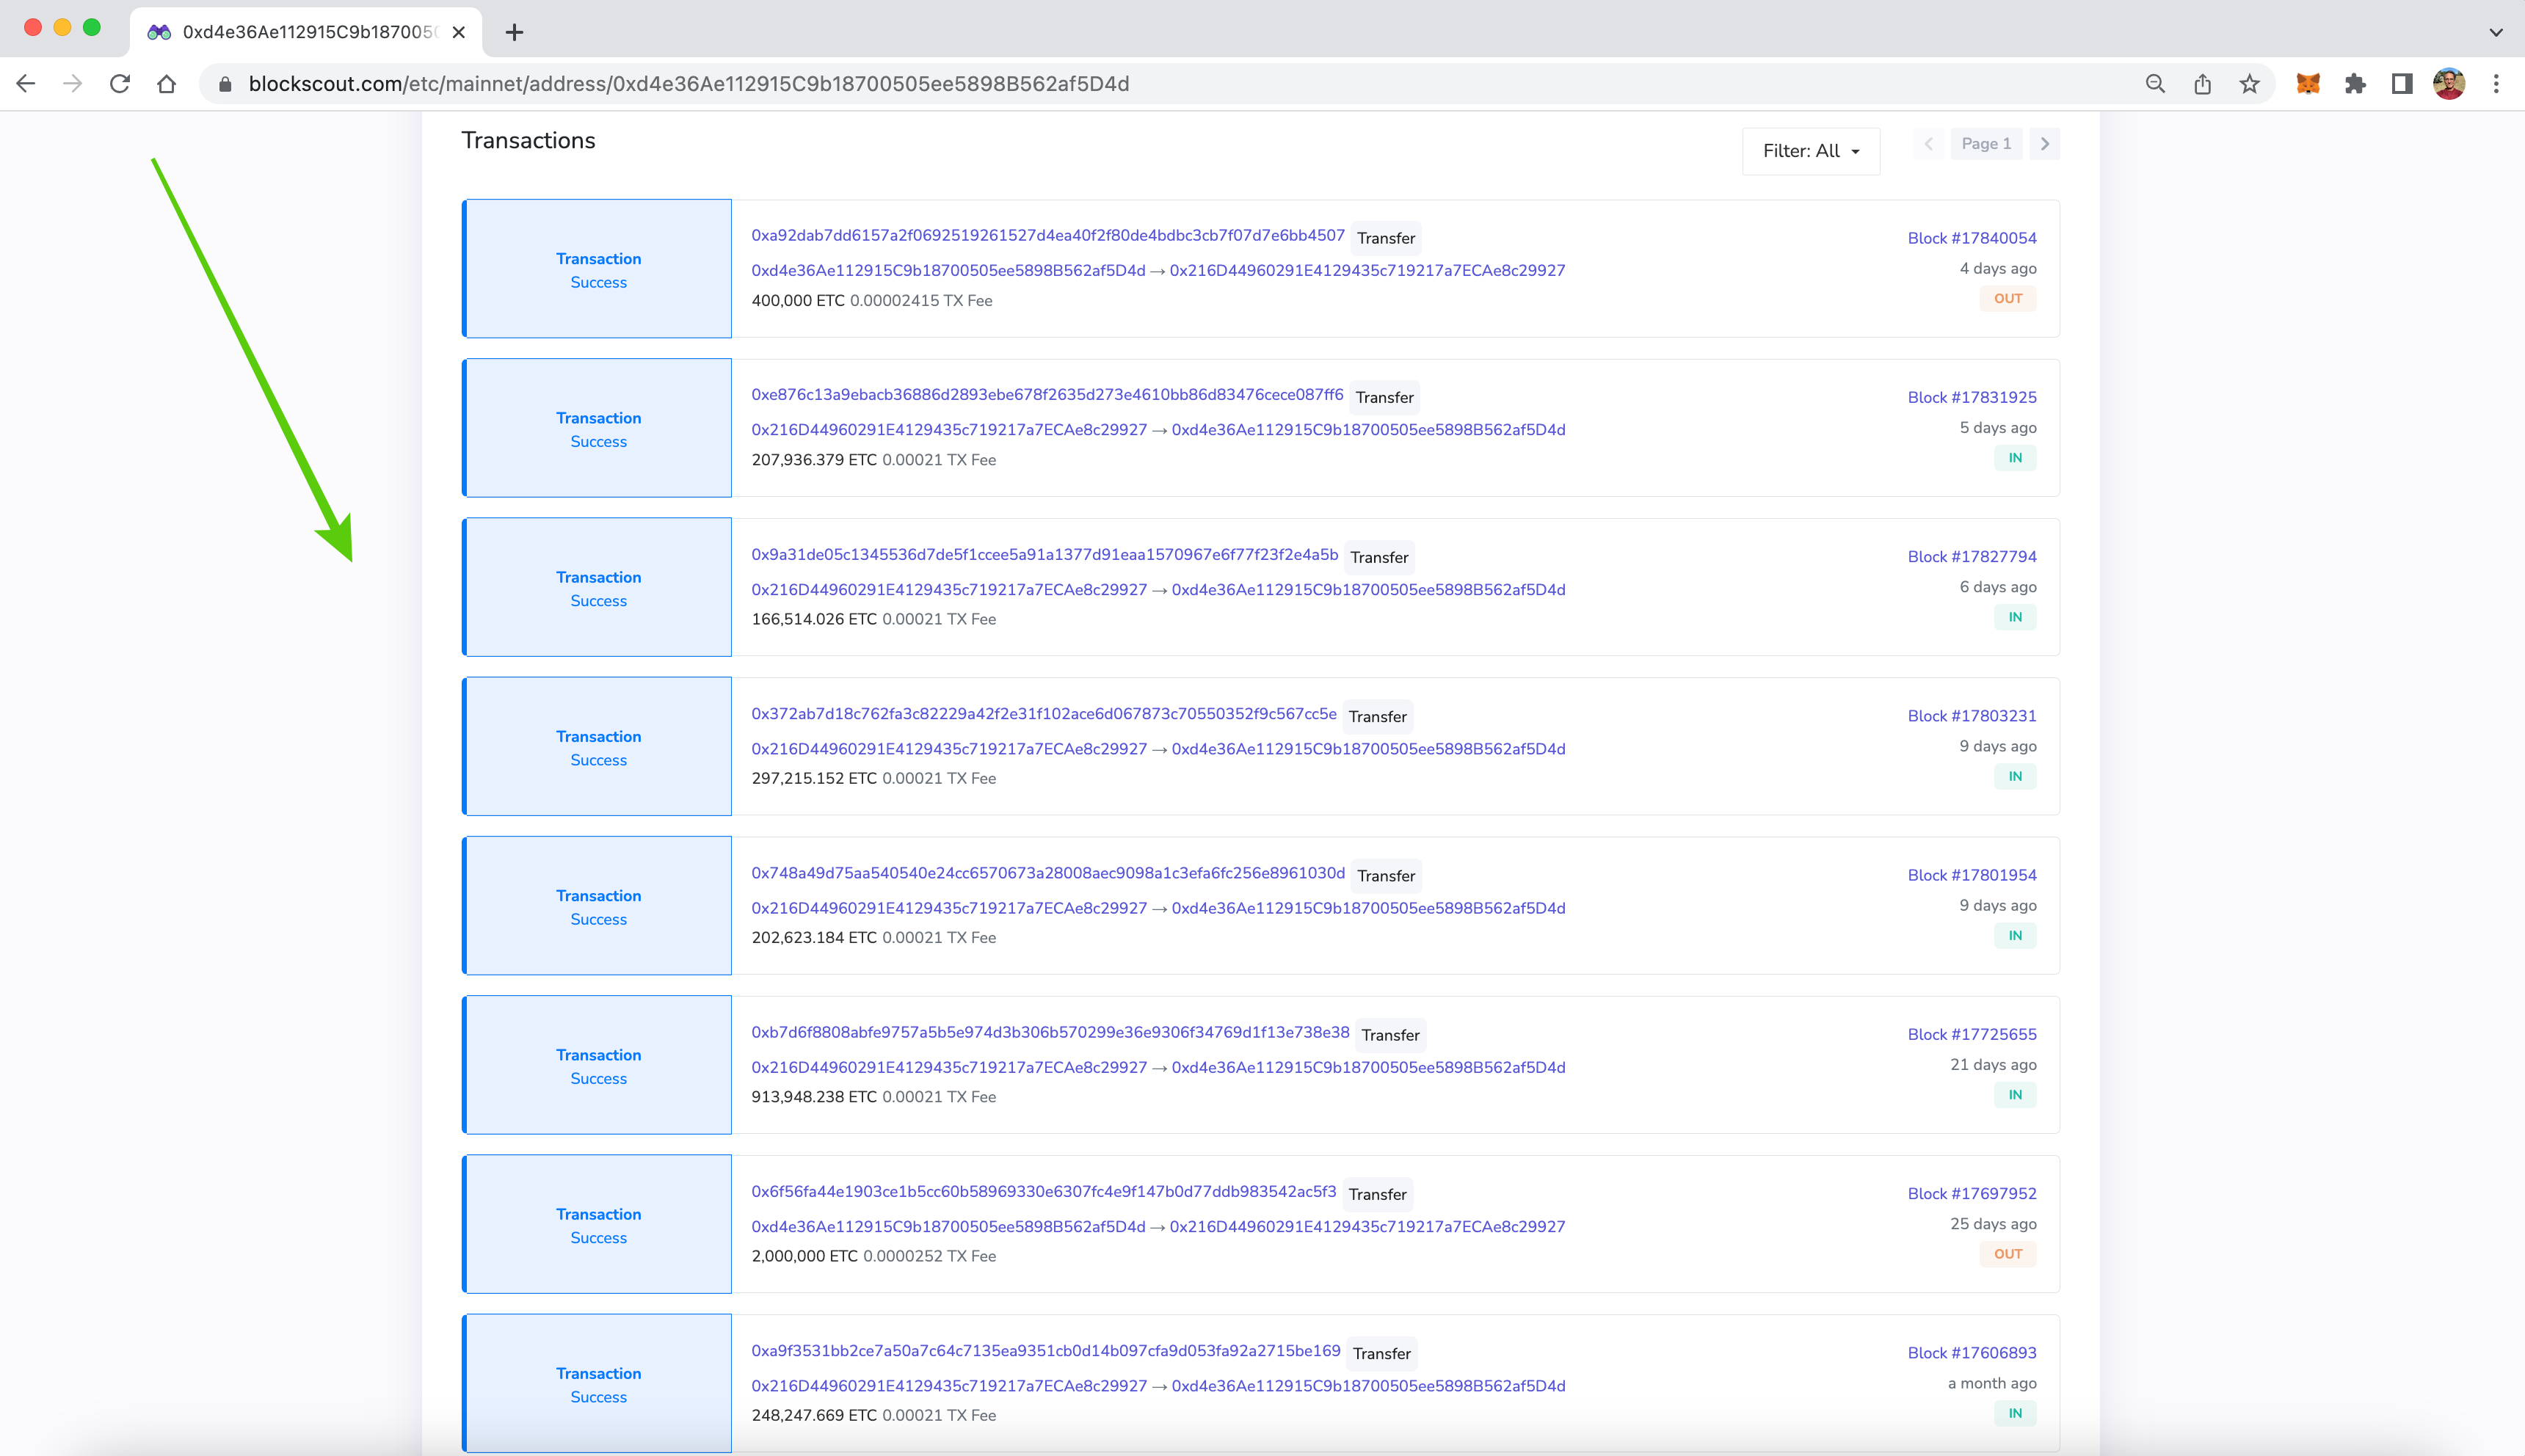 0xd4e36Ae112915C9b187005
blockscout.com/etc/mainnet/address/0xd4e36Ae112915C9b18700505ee5898B562af5D4d
Transactions
Filter: All
Page 1
Transaction
Success
0xa92dab7dd6157a2f0692519261527d4ea40f2f80de4bdbc3cb7f07d7e6bb4507 Transfer
0xd4e36Ae112915C9b18700505ee5898B562af5D4d → 0x216D44960291E4129435c719217a7ECAe8c29927
400,000 ETC 0.00002415 TX Fee
Block #17840054
4 days ago
OUT
Transaction
Success
0xe876c13a9ebacb36886d2893ebe678f2635d273e4610bb86d83476cece087ff6 Transfer
0x216D44960291E4129435c719217a7ECAe8c29927 → 0xd4e36Ae112915C9b18700505ee5898B562af5D4d
207,936.379 ETC 0.00021 TX Fee
Block #17831925
5 days ago
IN
Transaction
Success
0x9a31de05c1345536d7de5f1ccee5a91a1377d91eaa1570967e6f77f23f2e4a5b Transfer
0x216D44960291E4129435c719217a7ECAe8c29927 → 0xd4e36Ae112915C9b18700505ee5898B562af5D4d
166,514.026 ETC 0.00021 TX Fee
Block #17827794
6 days ago
IN
Transaction
Success
0x372ab7d18c762fa3c82229a42f2e31f102ace6d067873c70550352f9c567cc5e Transfer
0x216D44960291E4129435c719217a7ECAe8c29927 → 0xd4e36Ae112915C9b18700505ee5898B562af5D4d
297,215.152 ETC 0.00021 TX Fee
Block #17803231
9 days ago
IN
Transaction
Success
0x748a49d75aa540540e24cc6570673a28008aec9098a1c3efa6fc256e8961030d Transfer
0x216D44960291E4129435c719217a7ECAe8c29927 → 0xd4e36Ae112915C9b18700505ee5898B562af5D4d
202,623.184 ETC 0.00021 TX Fee
Block #17801954
9 days ago
IN
Transaction
Success
0xb7d6f8808abfe9757a5b5e974d3b306b570299e36e9306f34769d1f13e738e38 Transfer
0x216D44960291E4129435c719217a7ECAe8c29927 → 0xd4e36Ae112915C9b18700505ee5898B562af5D4d
913,948.238 ETC 0.00021 TX Fee
Block #17725655
21 days ago
IN
Transaction
Success
0x6f56fa44e1903ce1b5cc60b58969330e6307fc4e9f147b0d77ddb983542ac5f3 Transfer
0xd4e36Ae112915C9b18700505ee5898B562af5D4d → 0x216D44960291E4129435c719217a7ECAe8c29927
2,000,000 ETC 0.0000252 TX Fee
Block #17697952
25 days ago
OUT
Transaction
Success
0xa9f3531bb2ce7a50a7c64c7135ea9351cb0d14b097cfa9d053fa92a2715be169 Transfer
0x216D44960291E4129435c719217a7ECAe8c29927 → 0xd4e36Ae112915C9b18700505ee5898B562af5D4d
248,247.669 ETC 0.00021 TX Fee
Block #17606893
a month ago
IN